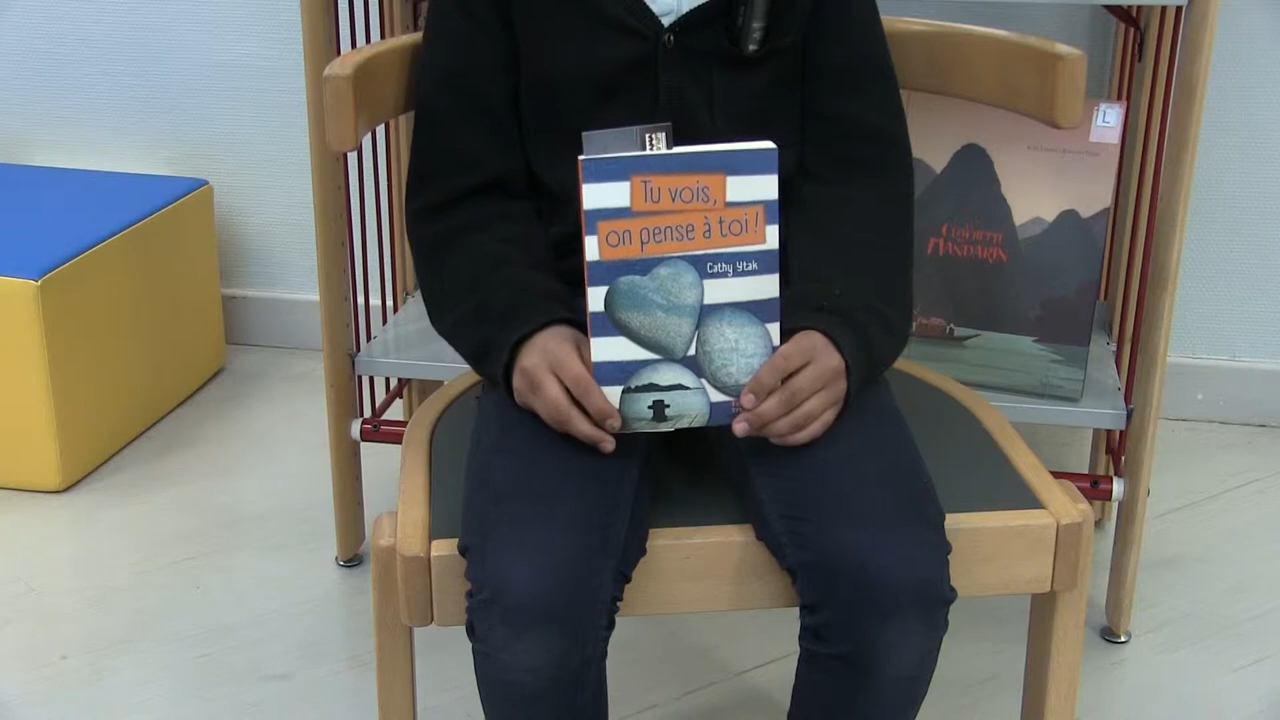 Tu vois,
on pense à toi !
Cathy Ytak
L
MANDARIN